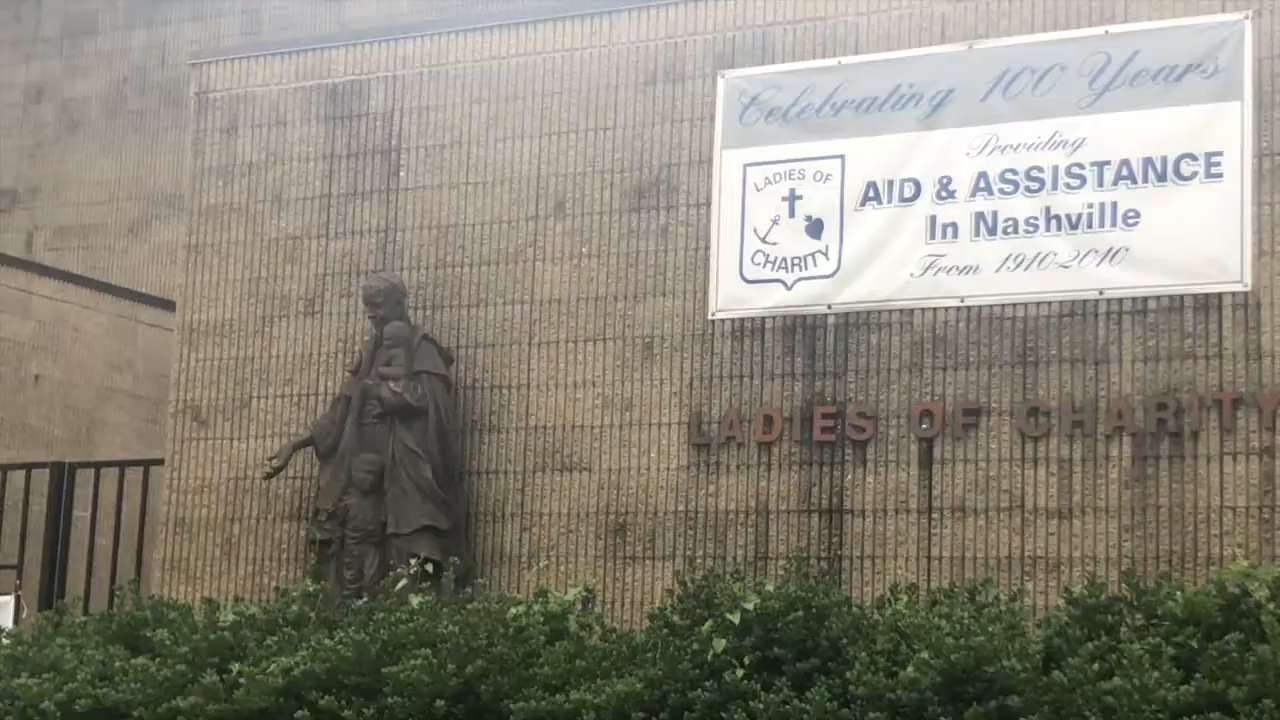 Celebrating 100 Years
Providing
AID & ASSISTANCE
In Nashville
From 1910-2010
LADIES OF
CHARITY
LADIES OF CHARITY